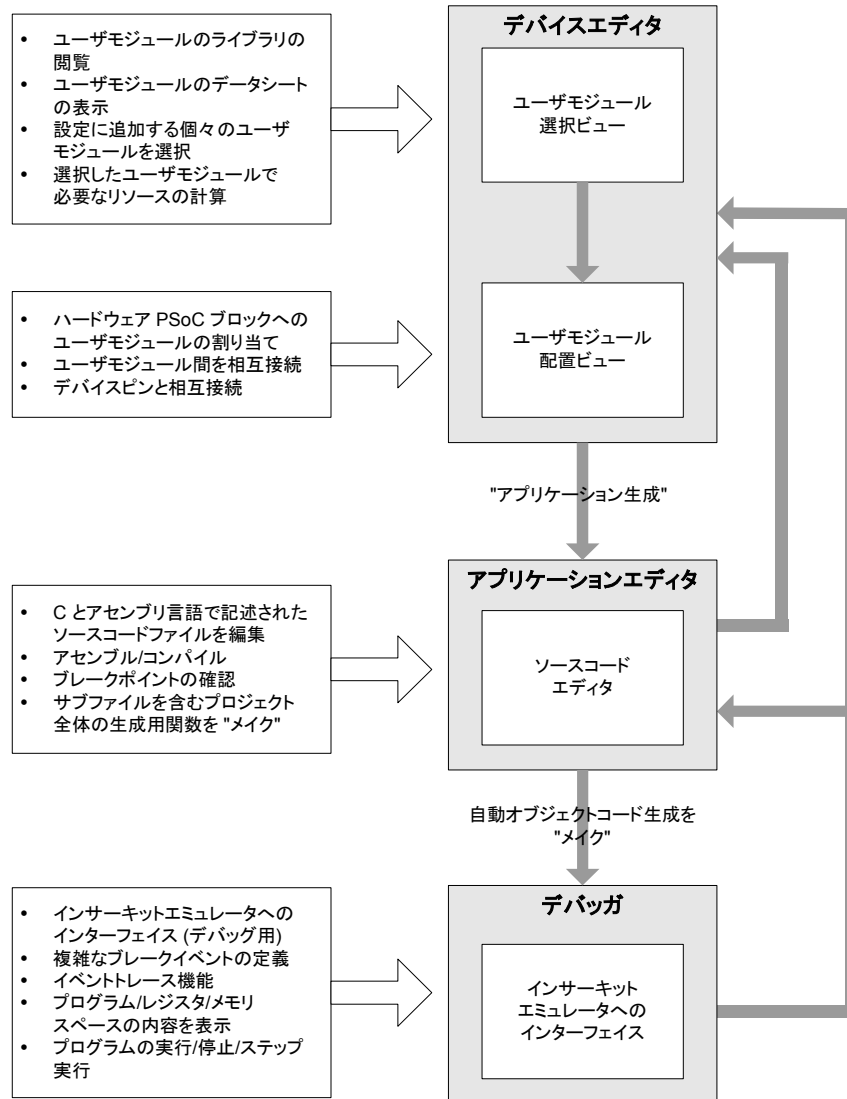 • ユーザモジュールのライブラリの
閲覧
• ユーザモジュールのデータシート
の表示
• 設定に追加する個々のユーザ
モジュールを選択
• 選択したユーザモジュールで
必要なリソースの計算
デバイスエディタ
ユーザモジュール
選択ビュー
• ハードウェア PSoC ブロックへの
ユーザモジュールの割り当て
• ユーザモジュール間を相互接続
• デバイスピンと相互接続
ユーザモジュール
配置ビュー
"アプリケーション生成"
• C とアセンブリ言語で記述された
ソースコードファイルを編集
• アセンブル/コンパイル
• ブレークポイントの確認
• サブファイルを含むプロジェクト
全体の生成用関数を "メイク"
アプリケーションエディタ
ソースコード
エディタ
自動オブジェクトコード生成を
"メイク"
• インサーキットエミュレータへの
インターフェイス (デバッグ用)
• 複雑なブレークイベントの定義
• イベントトレース機能
• プログラム/レジスタ/メモリ
スペースの内容を表示
• プログラムの実行/停止/ステップ
実行
デバッガ
インサーキット
エミュレータへの
インターフェイス